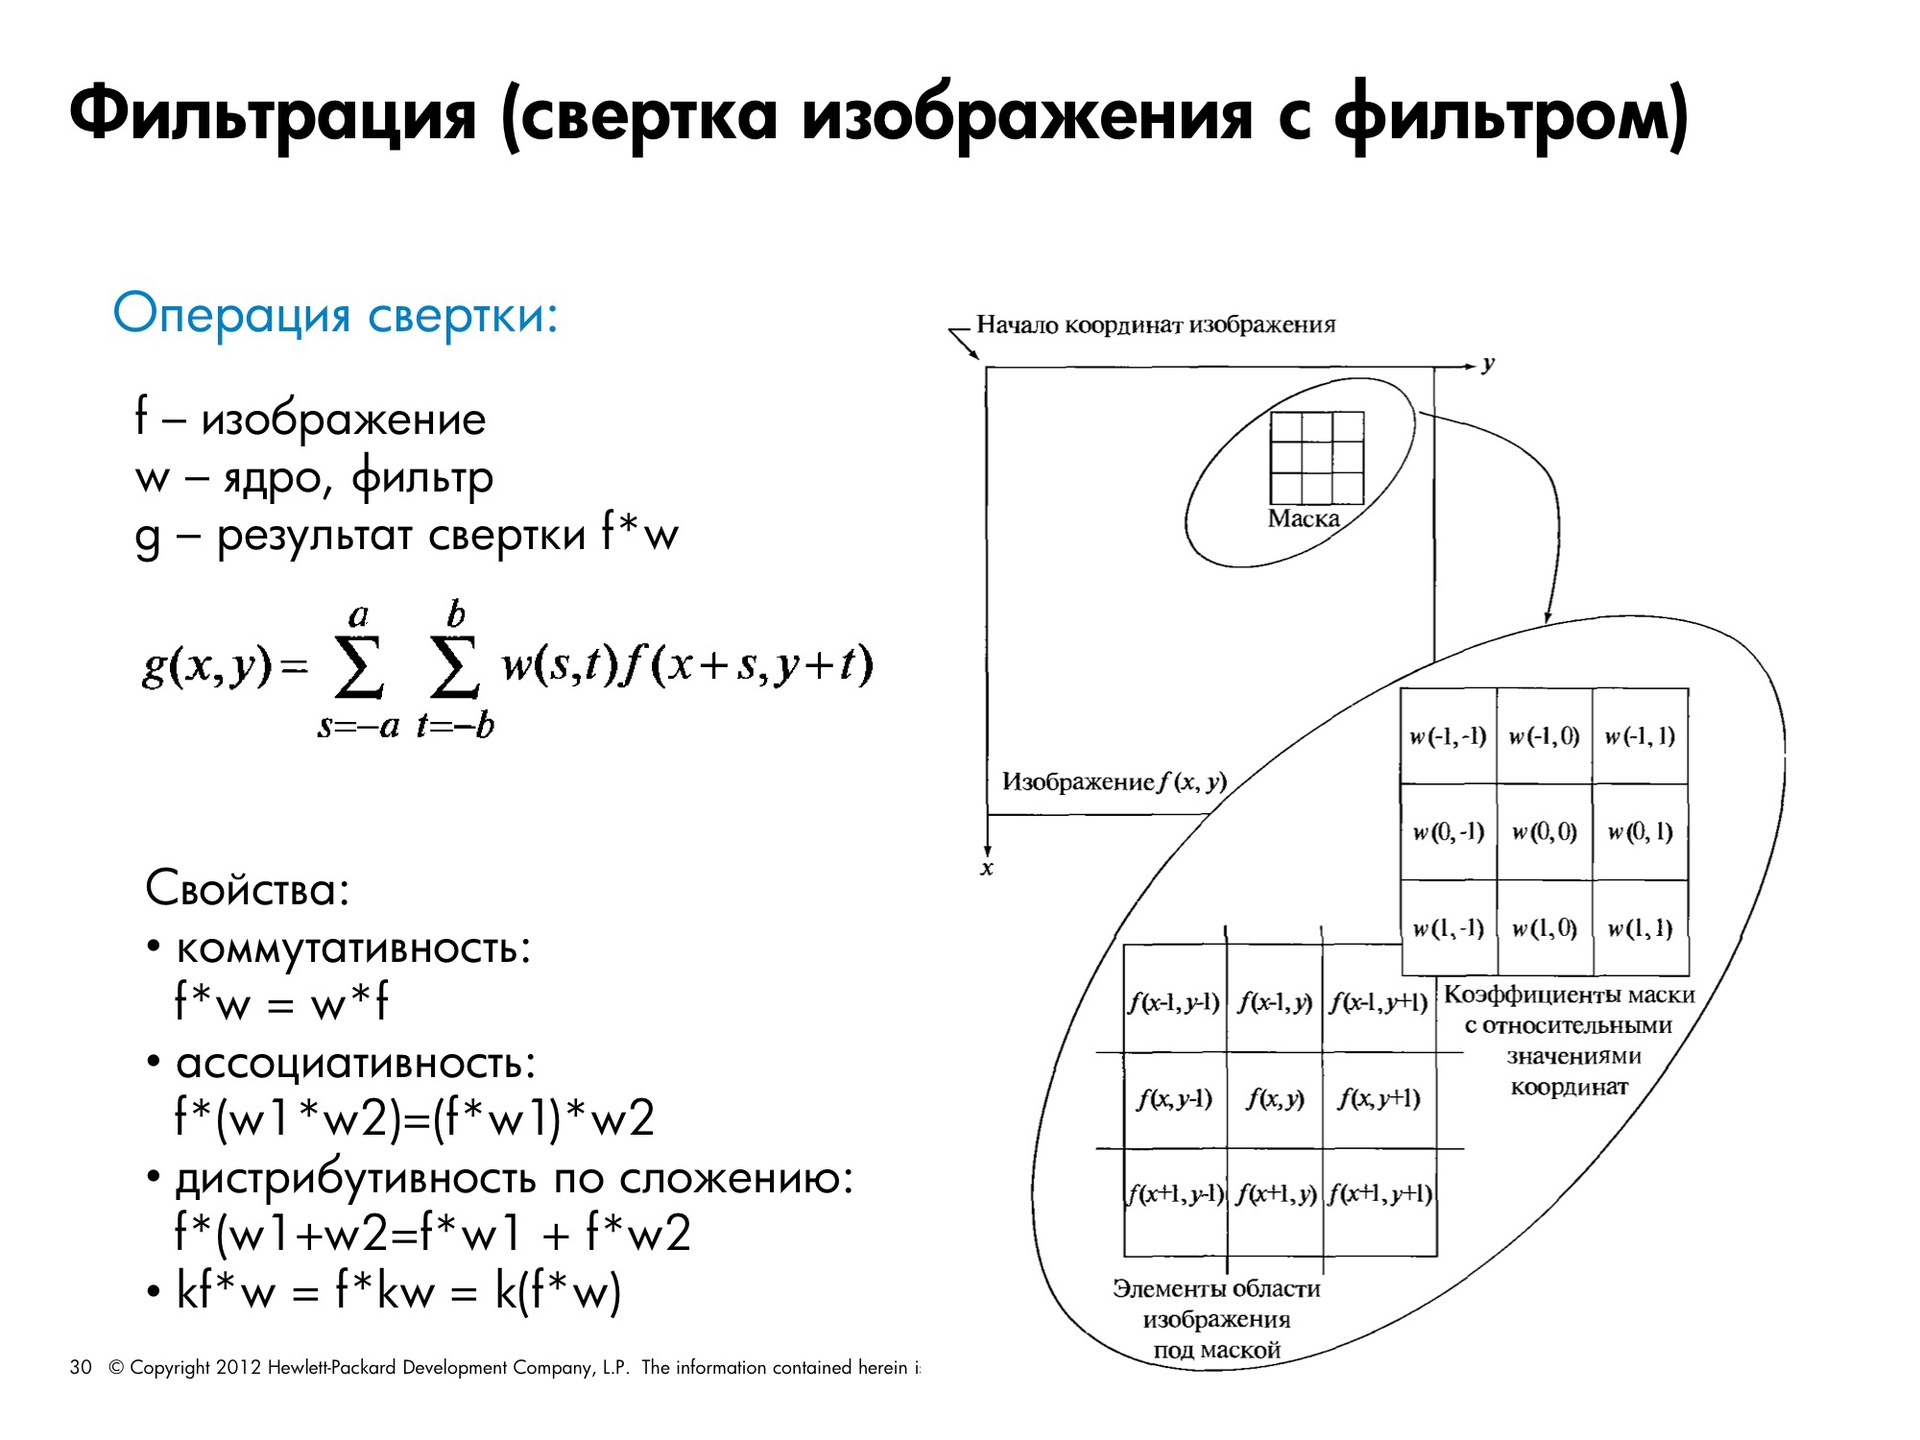 Фильтрация (свертка изображения с фильтром)
Операция свертки:
f – изображение
w – ядро, фильтр
g – результат свертки f*w
a b
g(x,y)= ∑ ∑ w(s,t)f(x+s,y+t)
s=–a t=–b
Свойства:
• коммутативность:
f*w = w*f
• ассоциативность:
f*(w1*w2)=(f*w1)*w2
• дистрибутивность по сложению:
f*(w1+w2=f*w1 + f*w2
• kf*w = f*kw = k(f*w)
Начало координат изображения
y
Маска
Изображение f(x, y)
x
w(-1,-1) w(-1,0) w(-1,1)
w(0,-1) w(0,0) w(0,1)
w(1,-1) w(1,0) w(1,1)
Коэффициенты маски
с относительными
значениями
координат
f(x-1,y-1) f(x-1,y) f(x-1,y+1)
f(x,y-1) f(x,y) f(x,y+1)
f(x+1,y-1) f(x+1,y) f(x+1,y+1)
Элементы области
изображения
под маской
30 © Copyright 2012 Hewlett-Packard Development Company, L.P. The information contained herein